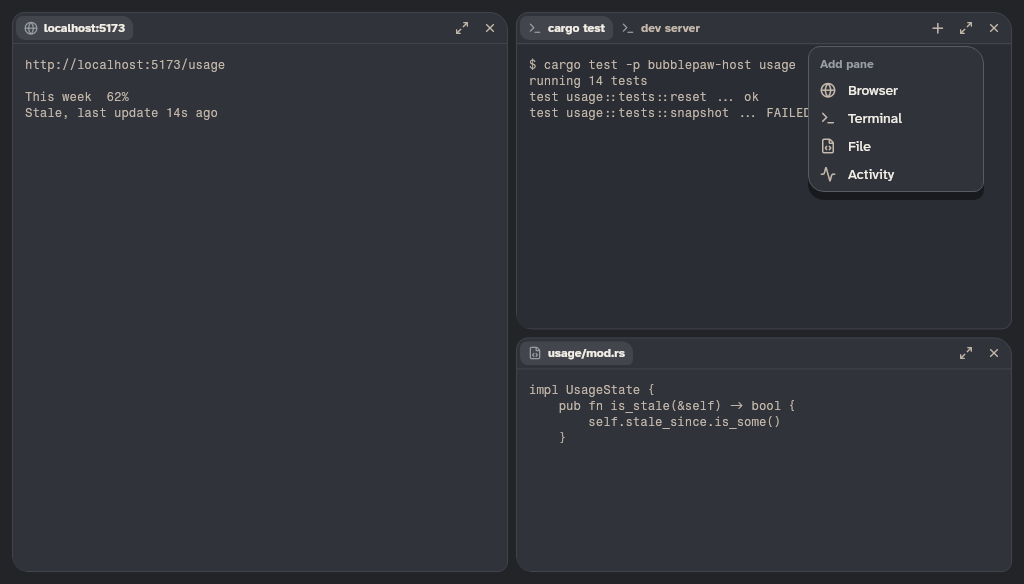 localhost:5173
http://localhost:5173/usage
This week  62%
Stale, last update 14s ago
cargo test
dev server
$ cargo test -p bubblepaw-host usage
running 14 tests
test usage::tests::reset ... ok
test usage::tests::snapshot ... FAILED
Add pane
Browser
Terminal
File
Activity
usage/mod.rs
impl UsageState {
    pub fn is_stale(&self) -> bool {
        self.stale_since.is_some()
    }